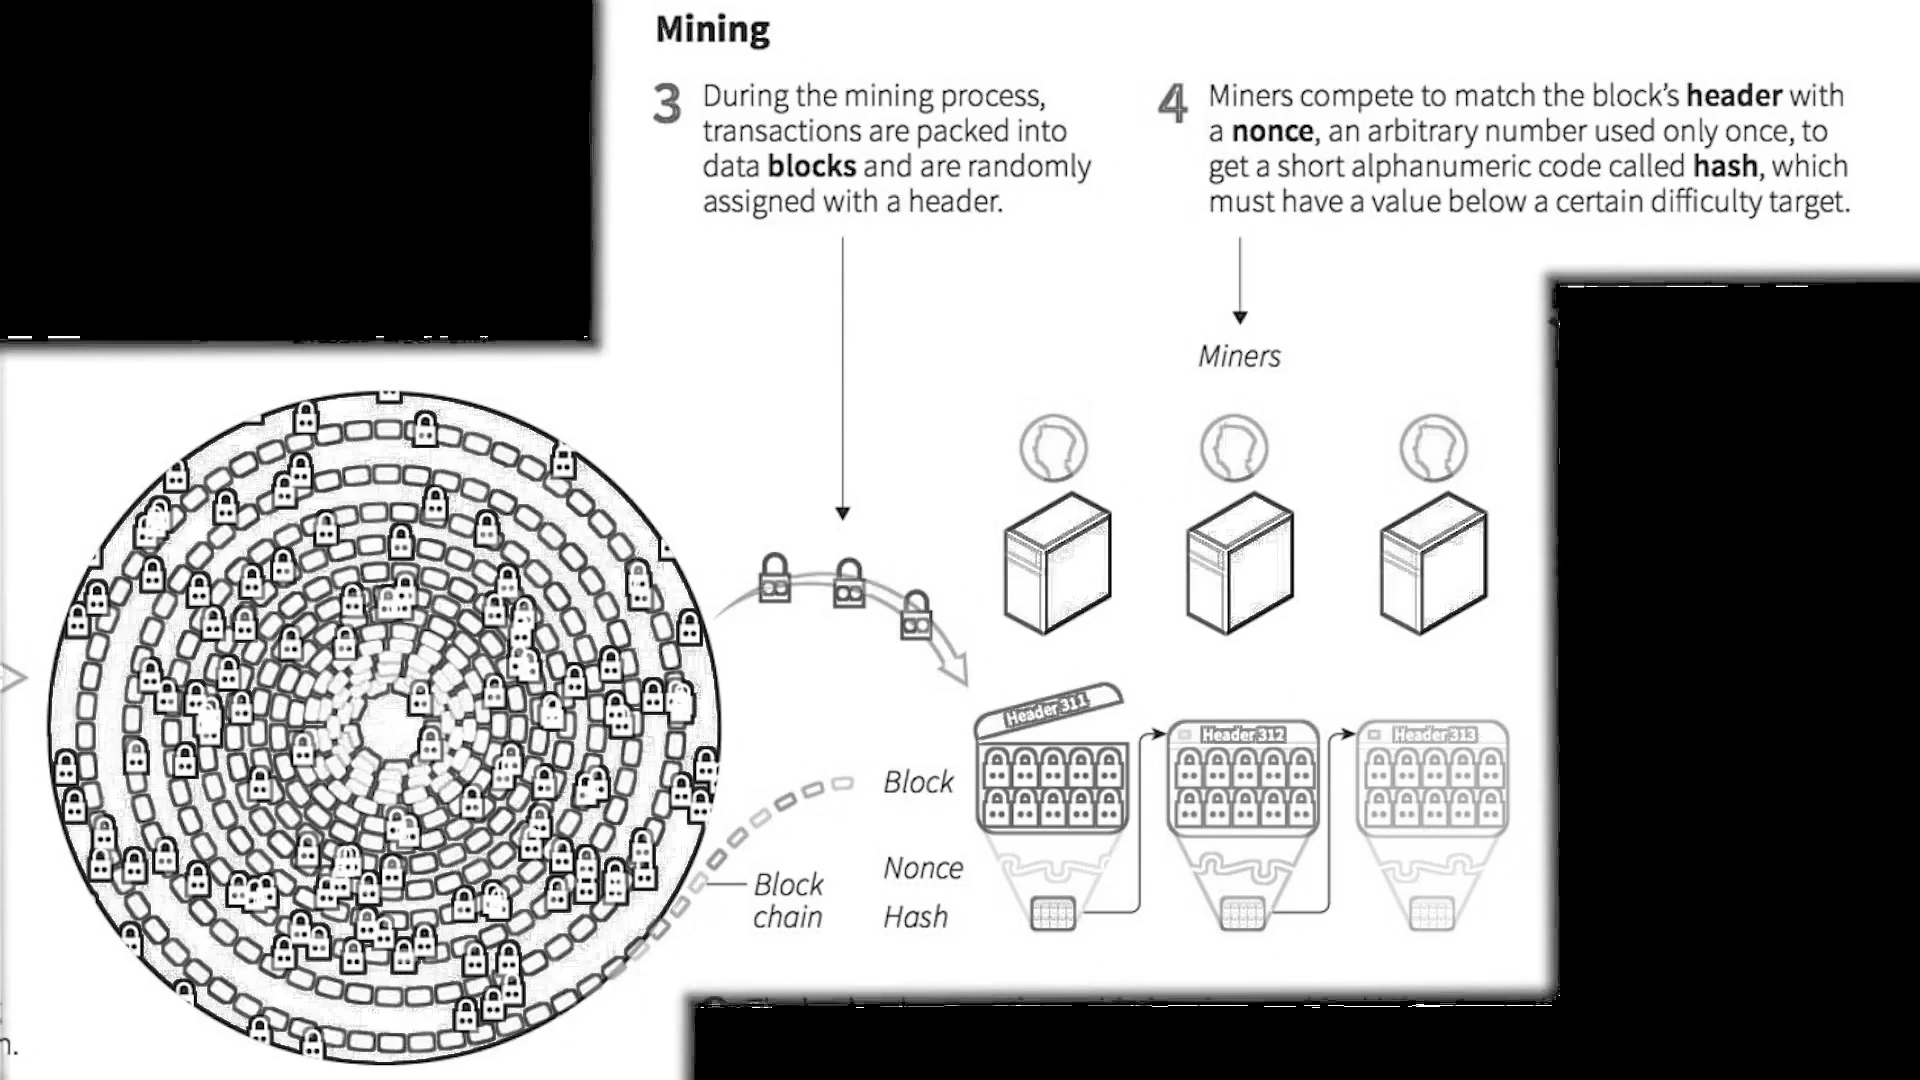 Mining
3 During the mining process,
transactions are packed into
data blocks and are randomly
assigned with a header.
4 Miners compete to match the block's header with
a nonce, an arbitrary number used only once, to
get a short alphanumeric code called hash, which
must have a value below a certain difficulty target.
Miners
Header 311
Header 312
Header 313
Block
Nonce
Hash
Block
chain
n.